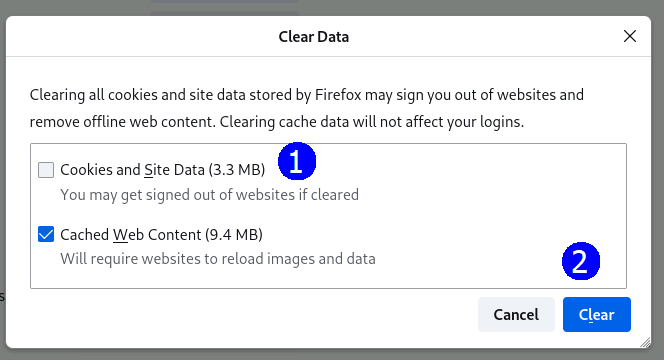 Clear Data
Clearing all cookies and site data stored by Firefox may sign you out of websites and
remove offline web content. Clearing cache data will not affect your logins.
Cookies and Site Data (3.3 MB)
1
You may get signed out of websites if cleared
Cached Web Content (9.4 MB)
Will require websites to reload images and data
2
Cancel
Clear